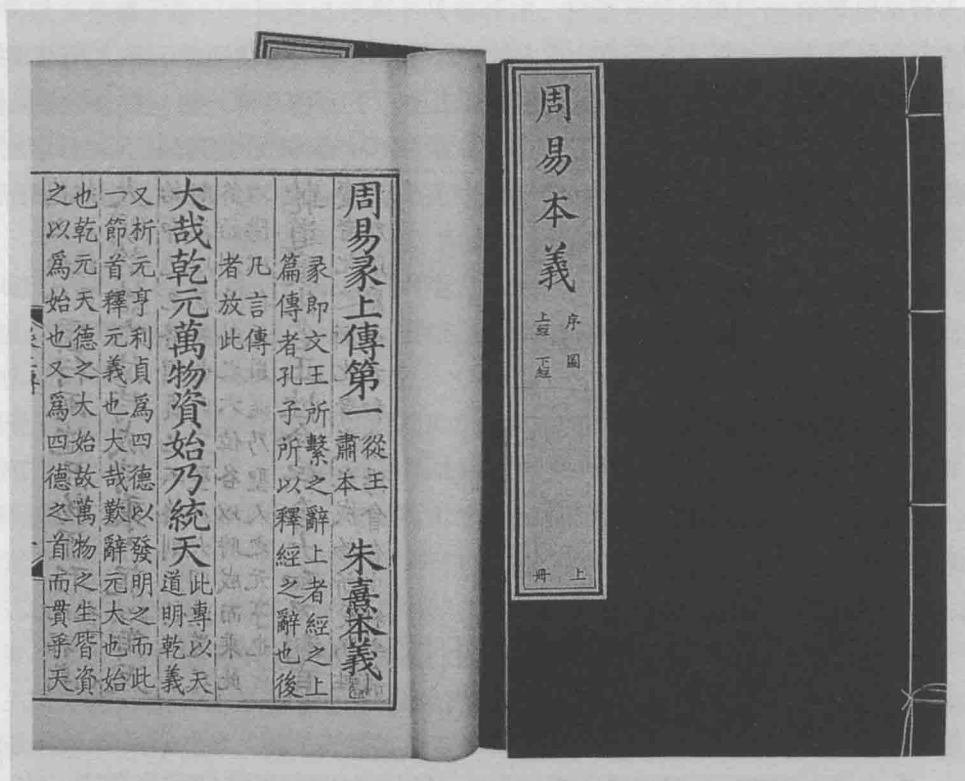 周易本義
序圖
上經 下經
上冊
周易彖上傳第一 從王肅本 朱熹本義
彖即文王所繫之辭上者經之上
篇傳者孔子所以釋經之辭也後
凡言傳
者放此
大哉乾元萬物資始乃統天 此專以天道明乾義
又析元亨利貞為四德以發明之而此
一節首釋元義也大哉歎辭元大也始
也乾元天德之大始故萬物之生皆資
之以為始也又為四德之首而貫乎天